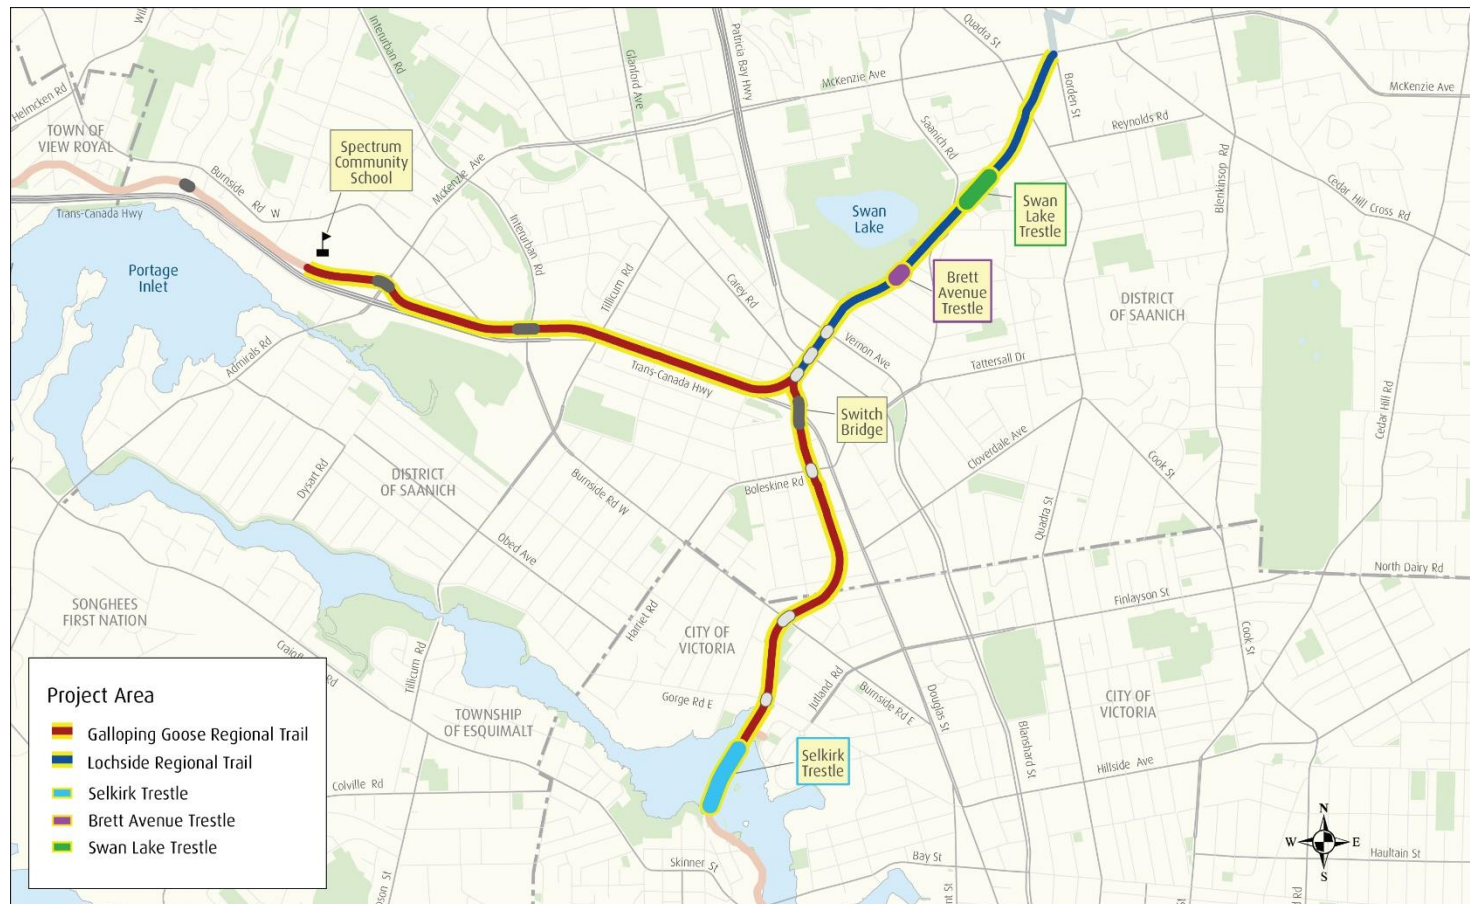 Quadra St
Patricia Bay Hwy
Interurban Rd
Glanford Ave
McKenzie Ave
Borden St
McKenzie Ave
Helmcken Rd
TOWN OF
VIEW ROYAL
Spectrum
Community
School
Saanich Rd
Reynolds Rd
Blenkinsop Rd
Burnside
Rd W
McKenzie Ave
Cedar Hill Cross Rd
Trans-Canada Hwy
Interurban Rd
Swan
Lake
Swan
Lake
Trestle
Portage
Inlet
Tillicum Rd
Carey Rd
Brett
Avenue
Trestle
DISTRICT
OF SAANICH
Admirals Rd
Vernon Ave
Tattersall Dr
Trans-Canada Hwy
Switch
Bridge
Cedar Hill Rd
Cloverdale Ave
Cook St
Dysart Rd
DISTRICT
OF SAANICH
Burnside Rd W
Boleskine Rd
Quadra St
Obed Ave
North Dairy Rd
SONGHEES
FIRST NATION
Harriet Rd
Finlayson St
CITY OF
VICTORIA
Cook St
Tillicum Rd
Gorge Rd E
Jutland Rd
Burnside Rd E
Douglas St
CITY OF
VICTORIA
TOWNSHIP
OF ESQUIMALT
Blanshard St
Selkirk
Trestle
Hillside Ave
Colville Rd
Project Area
Galloping Goose Regional Trail
Lochside Regional Trail
Selkirk Trestle
Brett Avenue Trestle
Swan Lake Trestle
N
W
E
S
Skinner St
Bay St
Haultain St